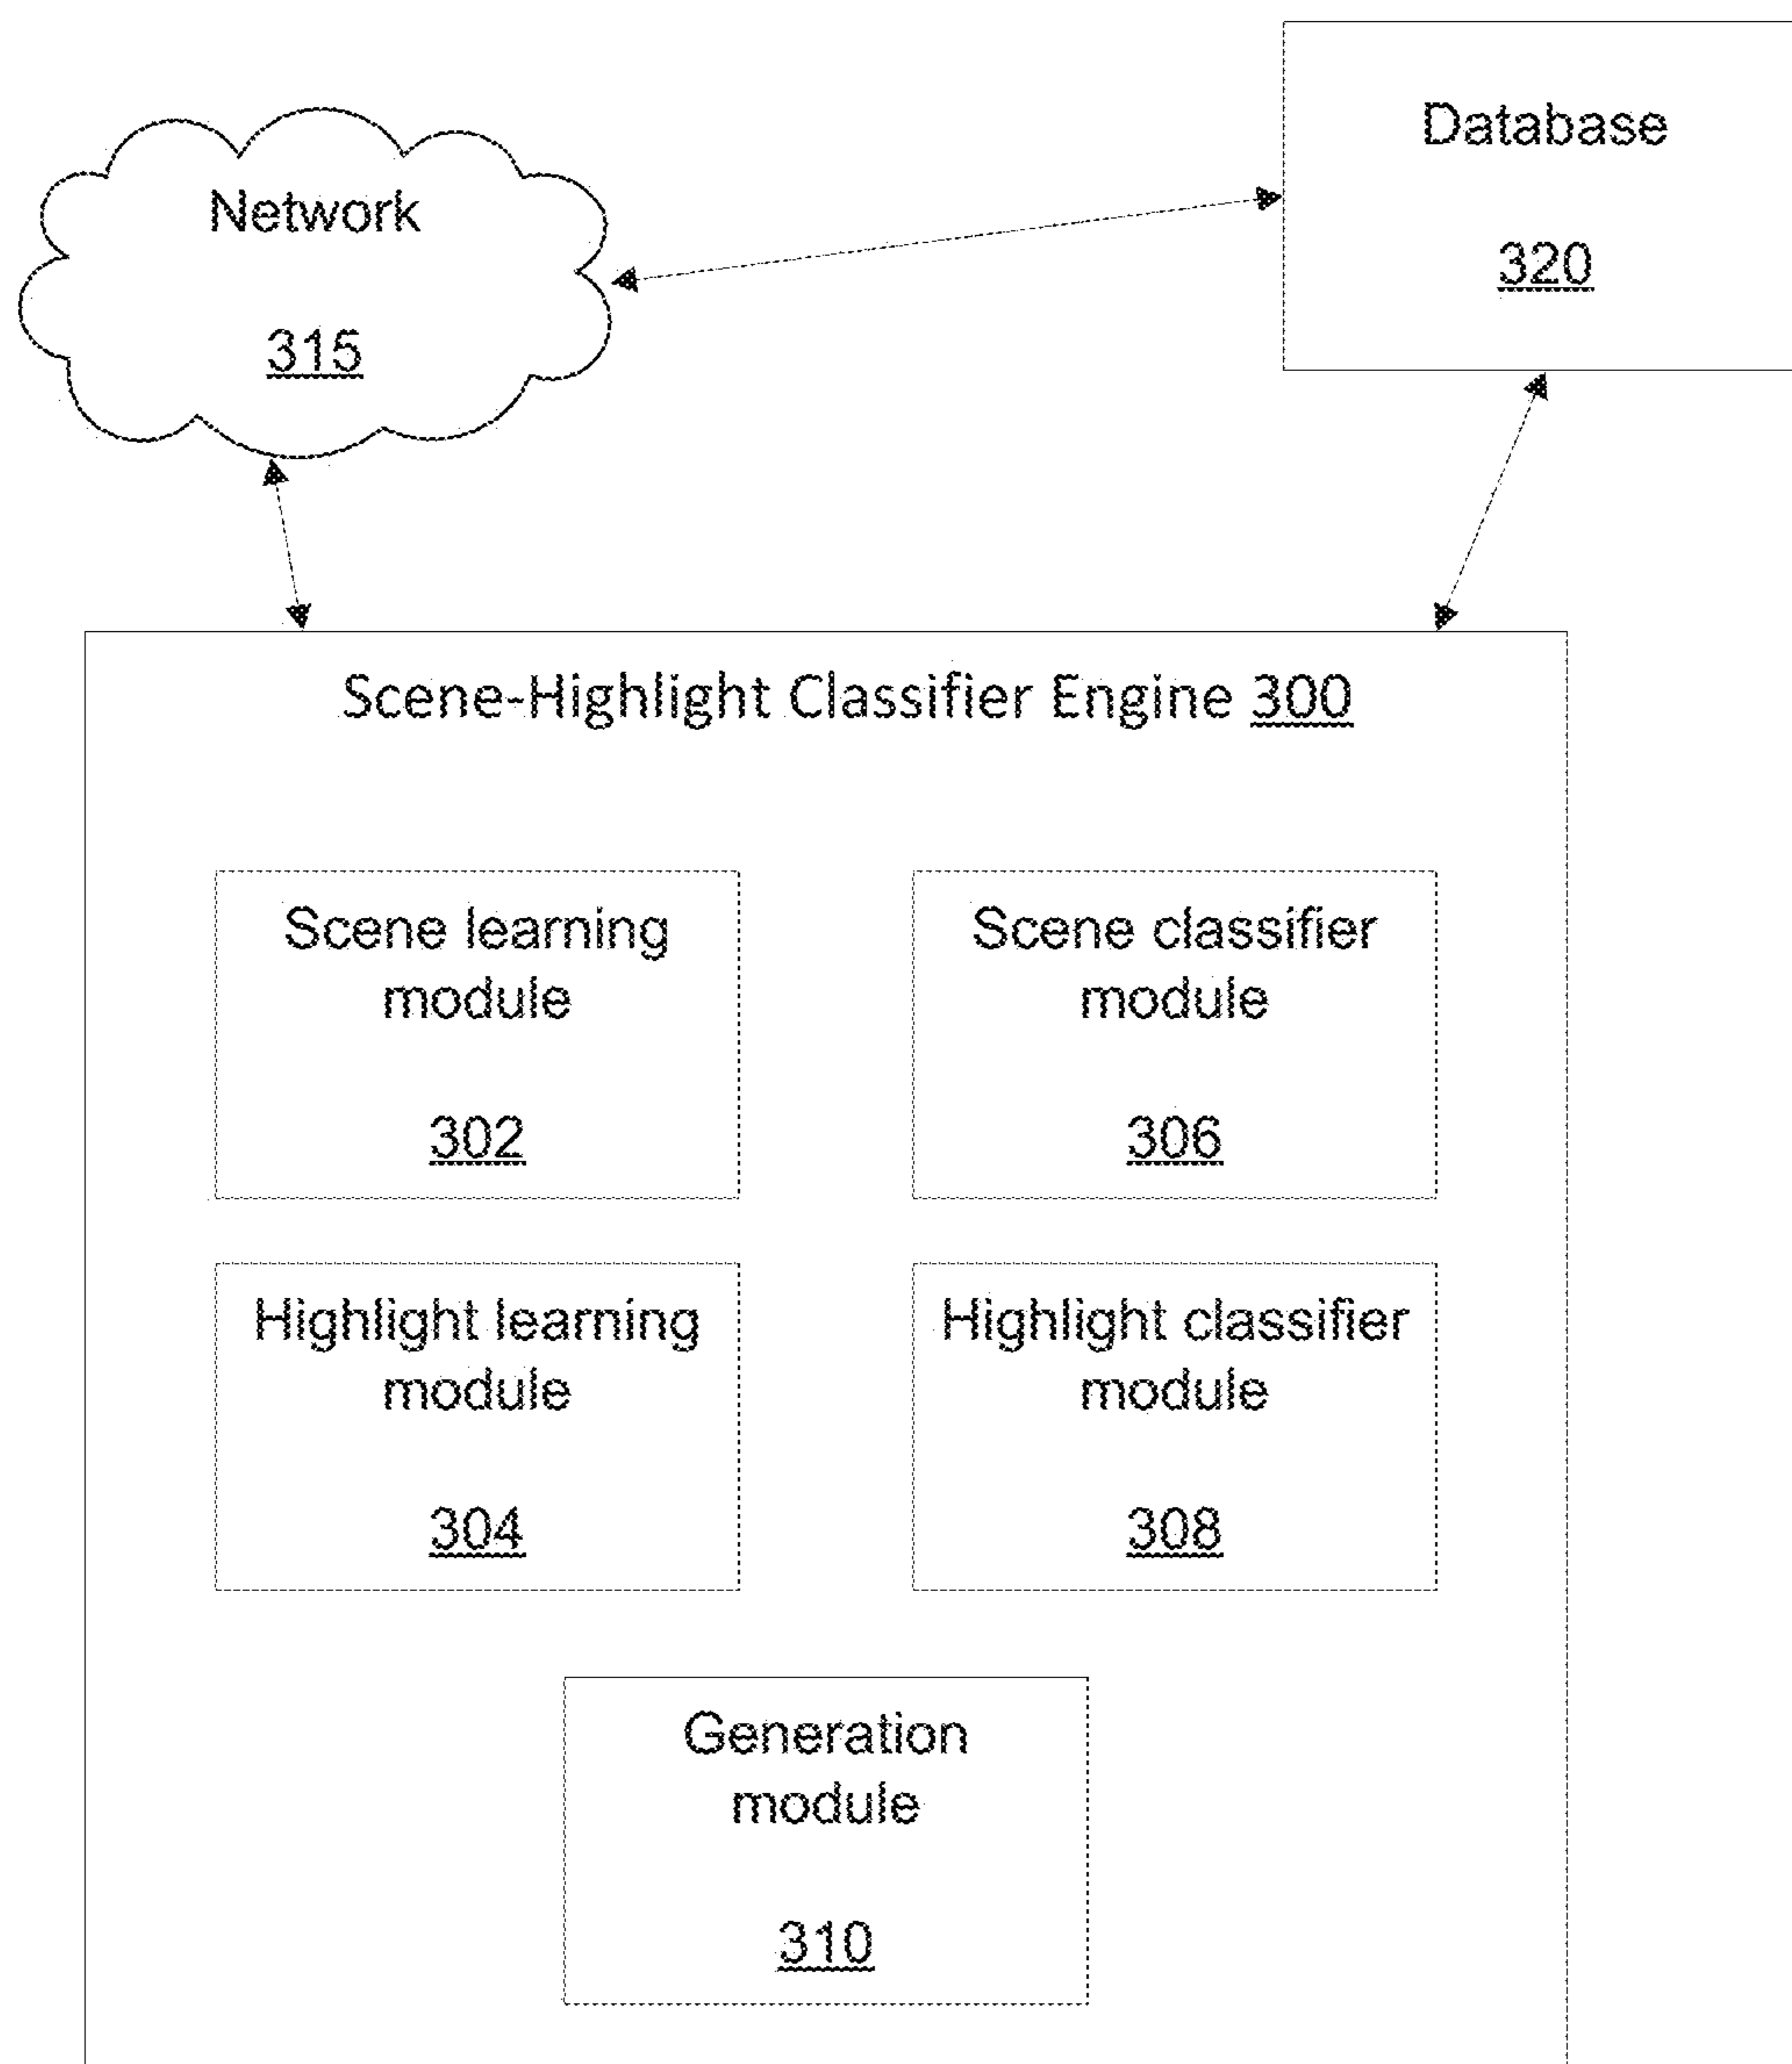 Database
320
Network
315
Scene-Highlight Classifier Engine 300
Scene learning
module
302
Scene classifier
module
306
Highlight learning
module
304
Highlight classifier
module
308
Generation
module
310